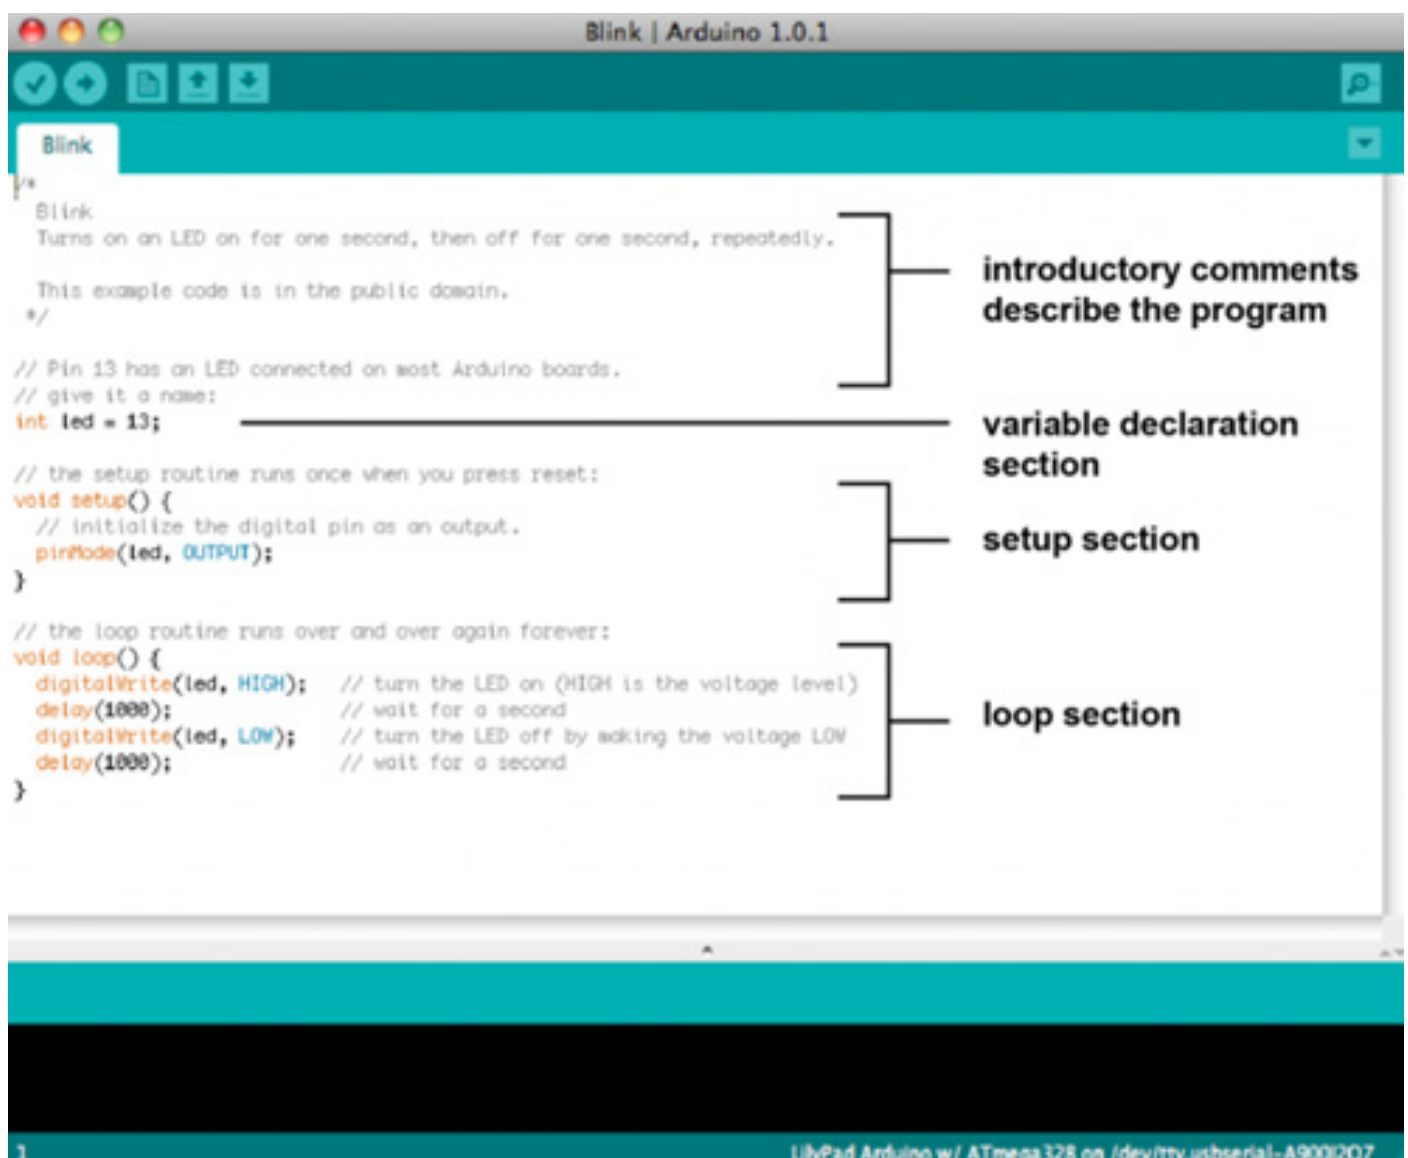 Blink | Arduino 1.0.1
Blink
/*
Blink
Turns on an LED on for one second, then off for one second, repeatedly.
This example code is in the public domain.
*/
// Pin 13 has an LED connected on most Arduino boards.
// give it a name:
int led = 13;
// the setup routine runs once when you press reset:
void setup() {
// initialize the digital pin as an output.
pinMode(led, OUTPUT);
}
// the loop routine runs over and over again forever:
void loop() {
digitalWrite(led, HIGH); // turn the LED on (HIGH is the voltage level)
delay(1000); // wait for a second
digitalWrite(led, LOW); // turn the LED off by making the voltage LOW
delay(1000); // wait for a second
}
introductory comments
describe the program
variable declaration
section
setup section
loop section
1
LilyPad Arduino w/ ATmega328 on /dev/tty.usbserial-A900J2O7